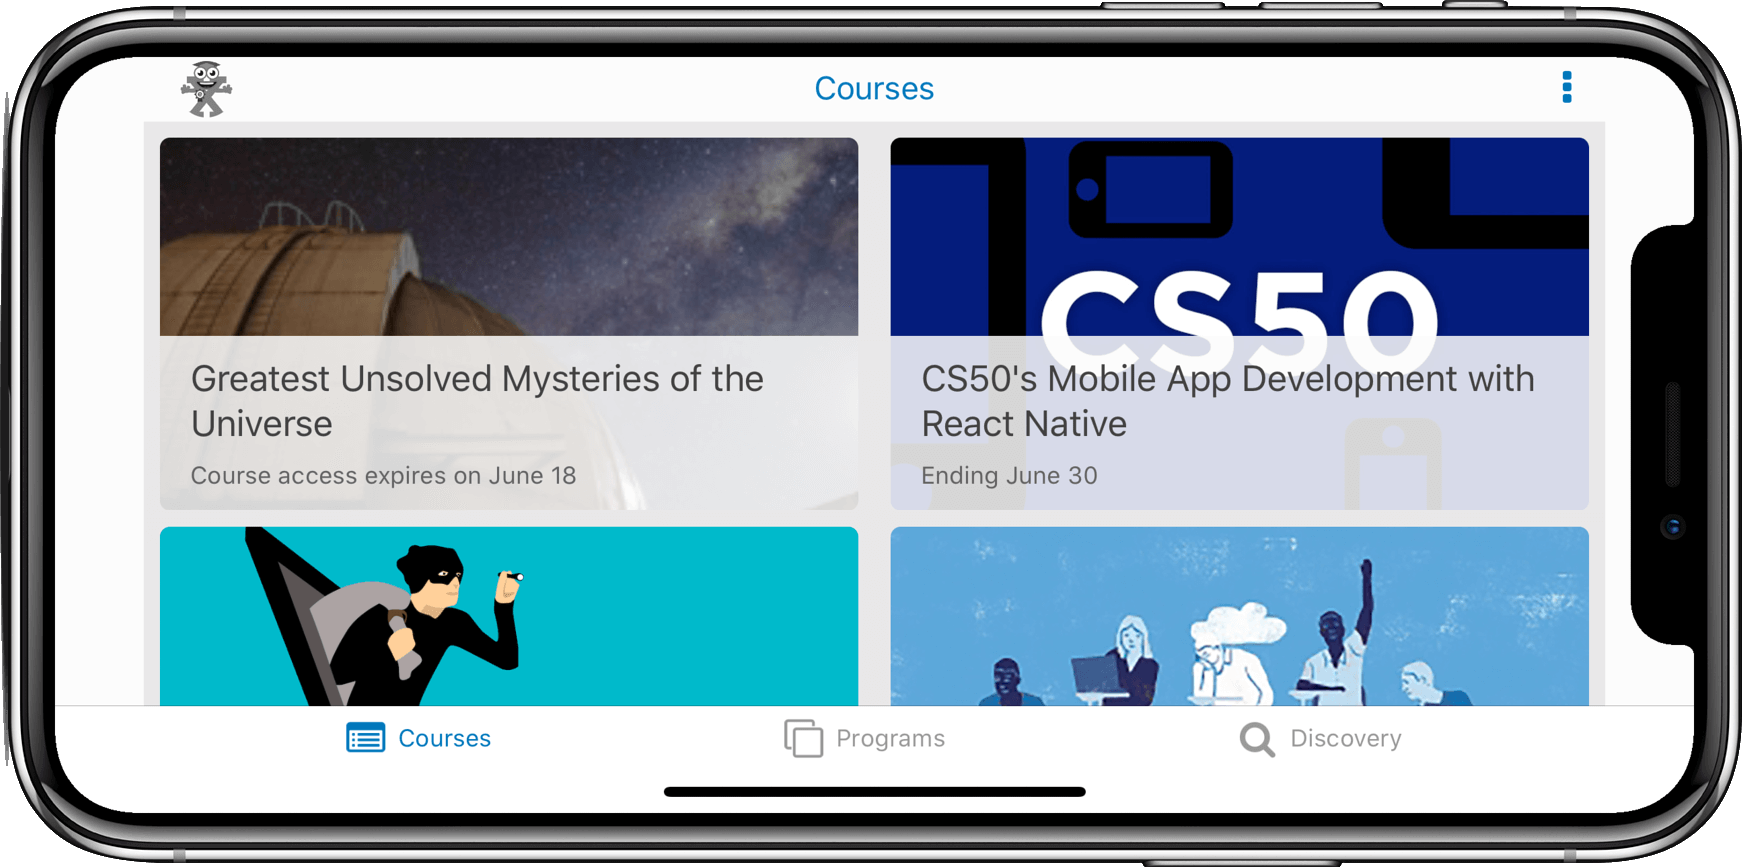 Courses
Greatest Unsolved Mysteries of the
Universe
Course access expires on June 18
CS50
CS50's Mobile App Development with
React Native
Ending June 30
Courses
Programs
Discovery